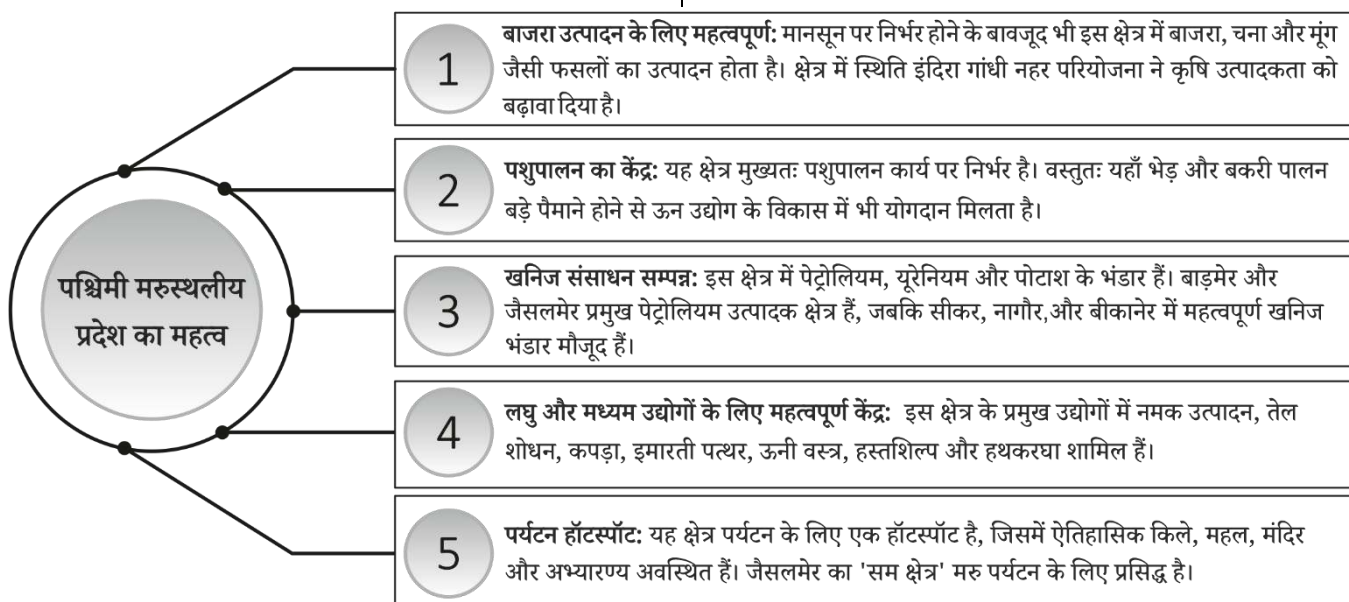 पश्चिमी मरुस्थलीय
प्रदेश का महत्व
1
बाजरा उत्पादन के लिए महत्वपूर्ण: मानसून पर निर्भर होने के बावजूद भी इस क्षेत्र में बाजरा, चना और मूंग
जैसी फसलों का उत्पादन होता है। क्षेत्र में स्थिति इंदिरा गांधी नहर परियोजना ने कृषि उत्पादकता को
बढ़ावा दिया है।
2
पशुपालन का केंद्र: यह क्षेत्र मुख्यतः पशुपालन कार्य पर निर्भर है। वस्तुतः यहाँ भेड़ और बकरी पालन
बड़े पैमाने होने से ऊन उद्योग के विकास में भी योगदान मिलता है।
3
खनिज संसाधन सम्पन्न: इस क्षेत्र में पेट्रोलियम, यूरेनियम और पोटाश के भंडार हैं। बाड़मेर और
जैसलमेर प्रमुख पेट्रोलियम उत्पादक क्षेत्र हैं, जबकि सीकर, नागौर,और बीकानेर में महत्वपूर्ण खनिज
भंडार मौजूद हैं।
4
लघु और मध्यम उद्योगों के लिए महत्वपूर्ण केंद्र: इस क्षेत्र के प्रमुख उद्योगों में नमक उत्पादन, तेल
शोधन, कपड़ा, इमारती पत्थर, ऊनी वस्त्र, हस्तशिल्प और हथकरघा शामिल हैं।
5
पर्यटन हॉटस्पॉट: यह क्षेत्र पर्यटन के लिए एक हॉटस्पॉट है, जिसमें ऐतिहासिक किले, महल, मंदिर
और अभ्यारण्य अवस्थित हैं। जैसलमेर का 'सम क्षेत्र' मरु पर्यटन के लिए प्रसिद्ध है।